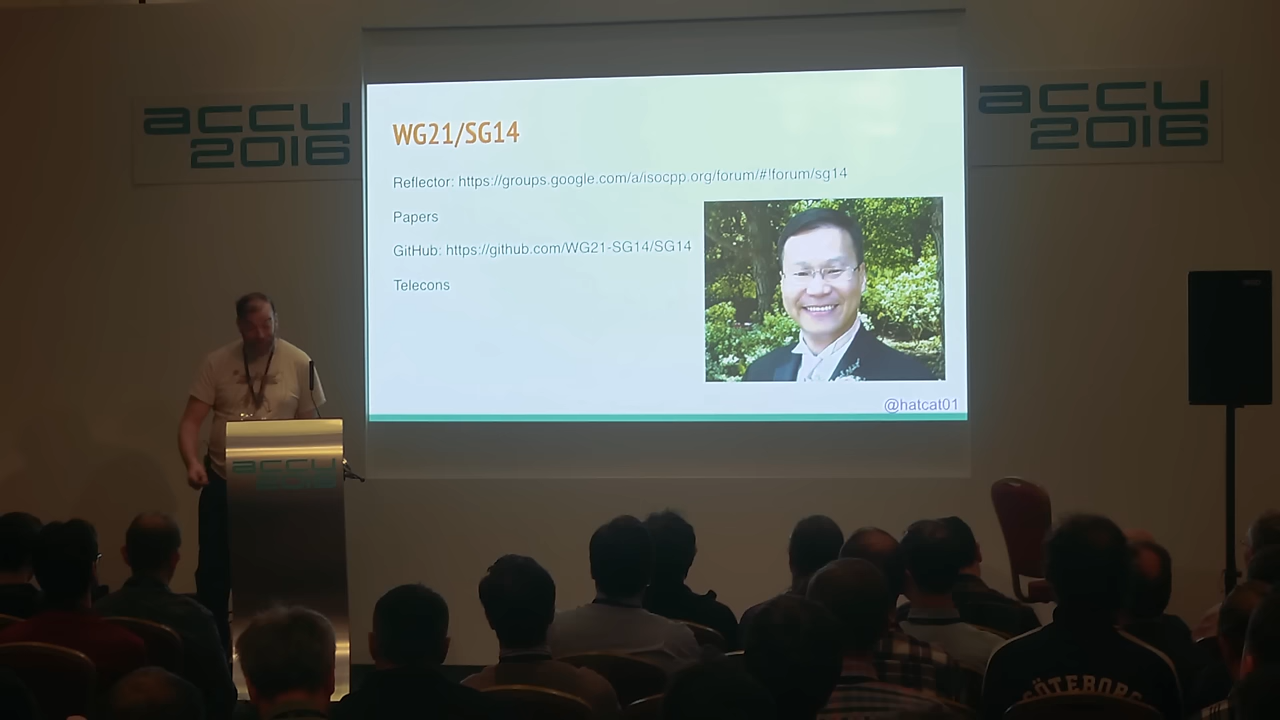 accu
2016
accu
2016
WG21/SG14
Reflector: https://groups.google.com/a/isocpp.org/forum/#!forum/sg14
Papers
GitHub: https://github.com/WG21-SG14/SG14
Telecons
@hatcat01
accu
2016
GÖTEBORG